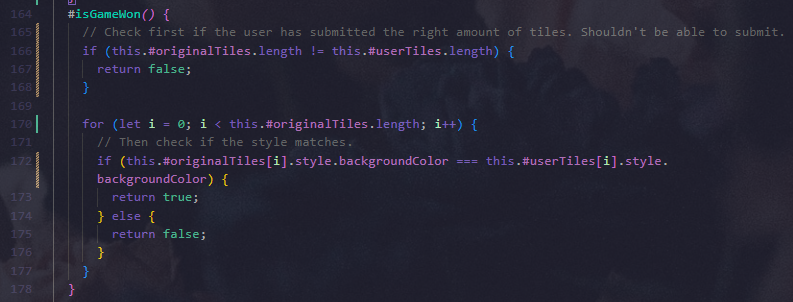 164 #isGameWon() {
165 // Check first if the user has submitted the right amount of tiles. Shouldn't be able to submit.
166 if (this.#originalTiles.length != this.#userTiles.length) {
167 return false;
168 }
169
170 for (let i = 0; i < this.#originalTiles.length; i++) {
171 // Then check if the style matches.
172 if (this.#originalTiles[i].style.backgroundColor === this.#userTiles[i].style.
backgroundColor) {
173 return true;
174 } else {
175 return false;
176 }
177 }
178 }